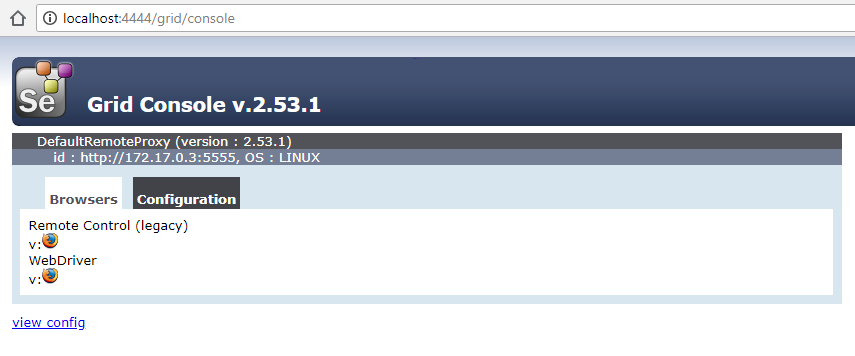 localhost:4444/grid/console
Se
Grid Console v.2.53.1
DefaultRemoteProxy (version : 2.53.1)
id : http://172.17.0.3:5555, OS : LINUX
Browsers Configuration
Remote Control (legacy)
v:
WebDriver
v:
view config